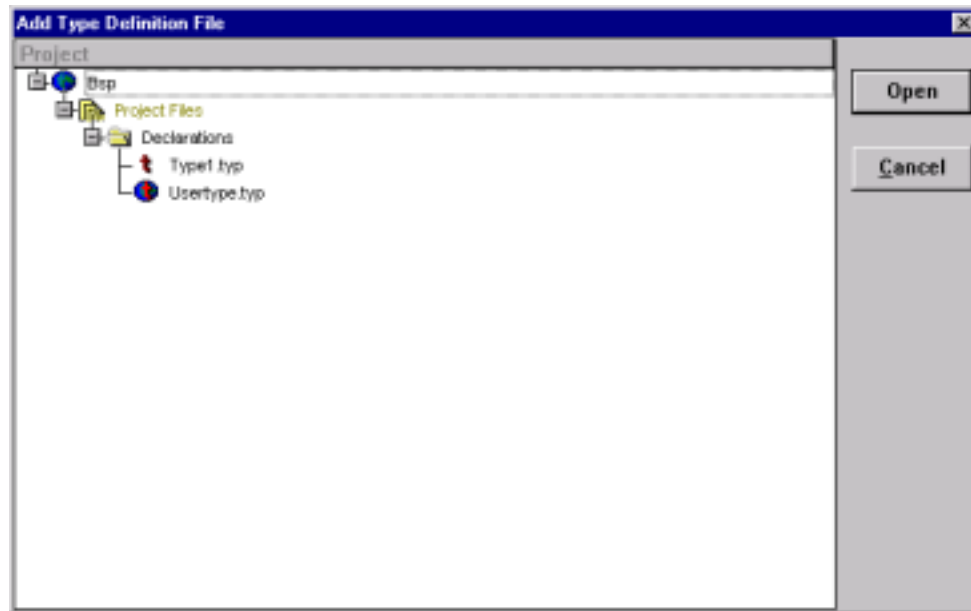 Add Type Definition File
Project
Bsp
Project Files
Declarations
Type1.typ
Usertype.typ
Open
Cancel